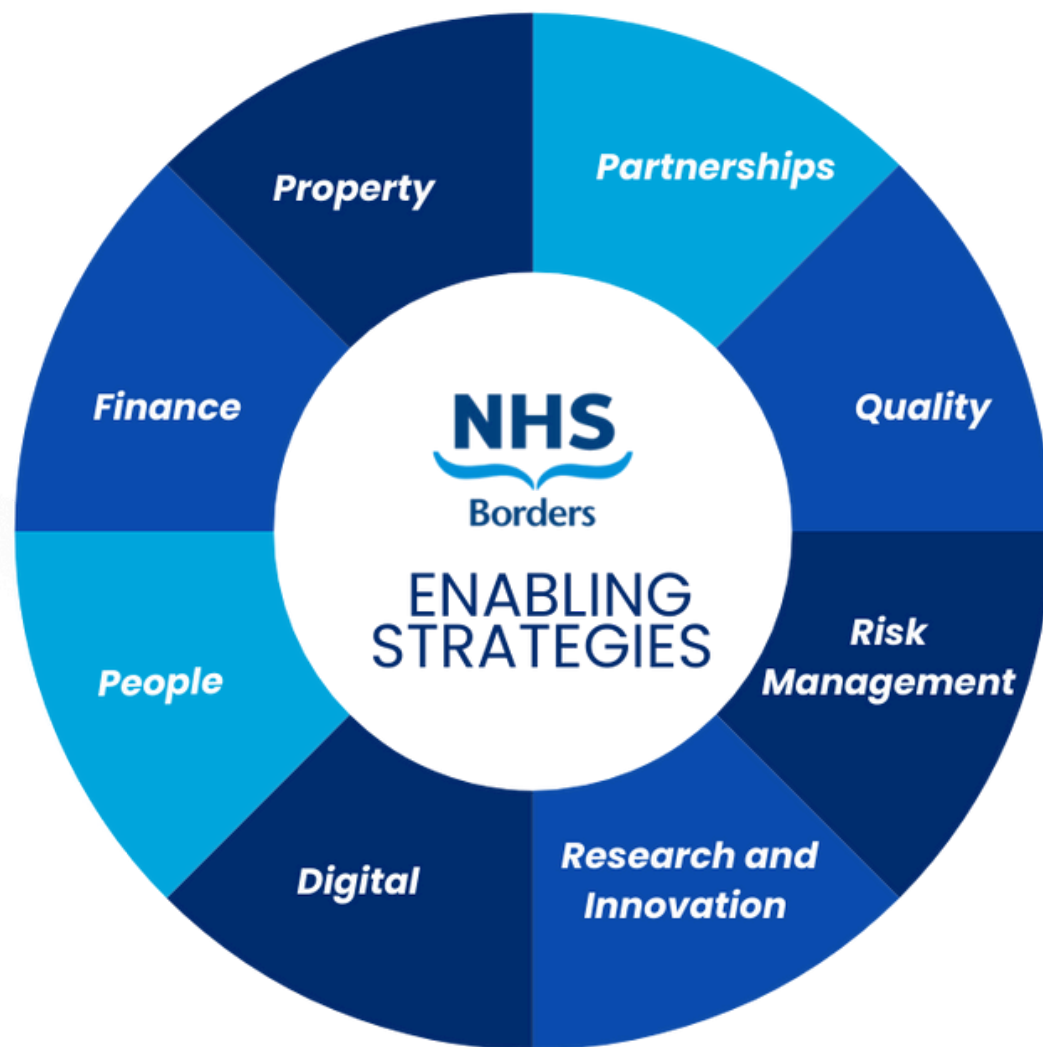 Property
Partnerships
Finance
Quality
NHS
Borders
ENABLING
STRATEGIES
People
Risk
Management
Digital
Research and
Innovation